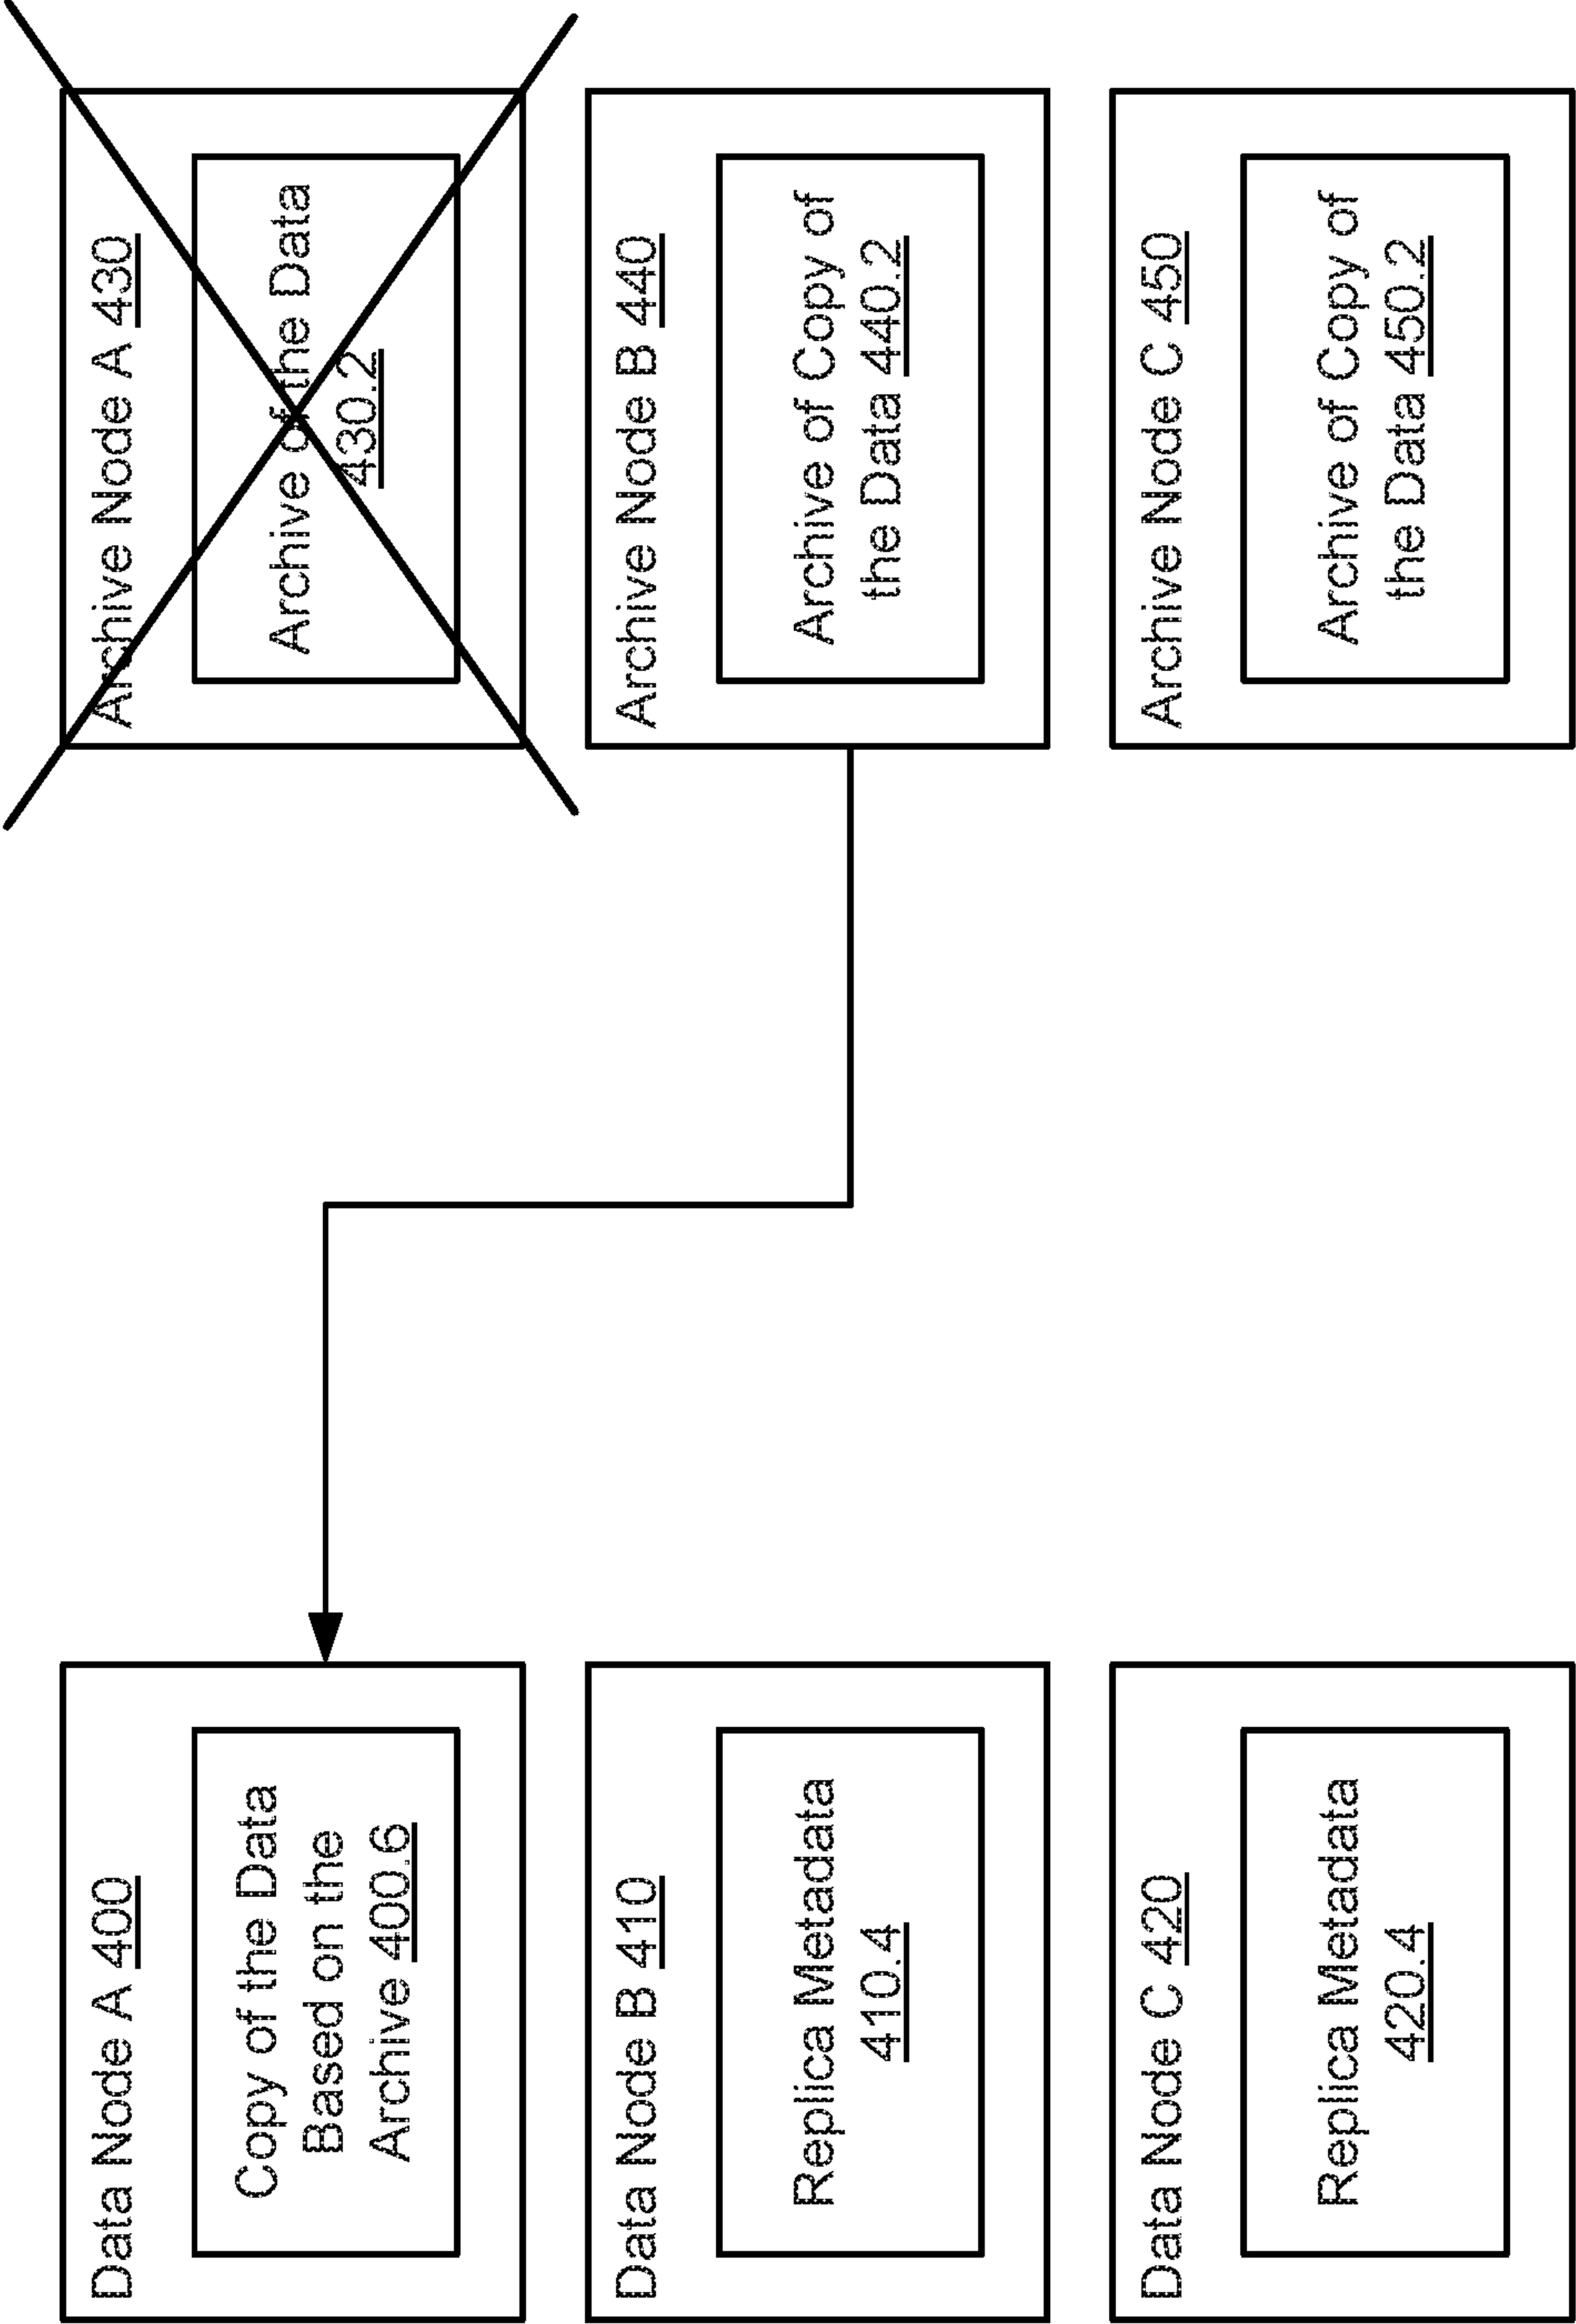 Data Node A 400
Copy of the Data
Based on the
Archive 400.6
Archive Node A 430
Archive of the Data
430.2
Data Node B 410
Replica Metadata
410.4
Archive Node B 440
Archive of Copy of
the Data 440.2
Data Node C 420
Replica Metadata
420.4
Archive Node C 450
Archive of Copy of
the Data 450.2